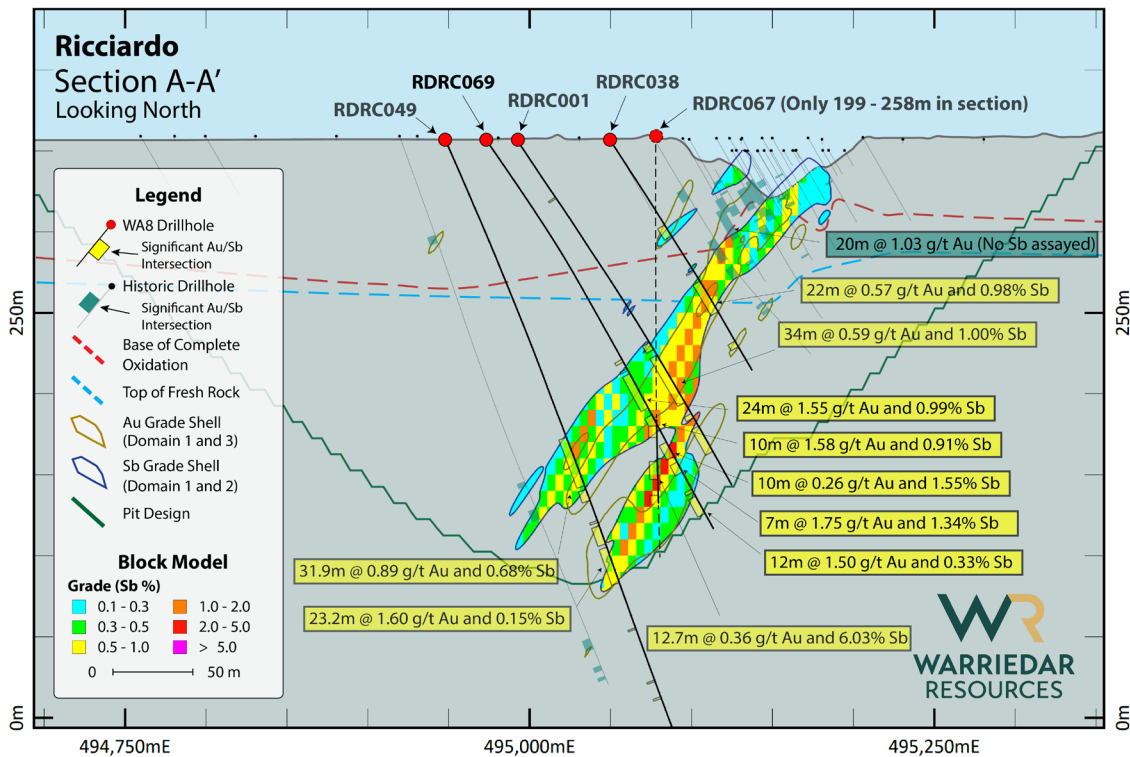 Ricciardo
Section A-A’
Looking North
RDRC049
RDRC069
RDRC001
RDRC038
RDRC067 (Only 199 - 258m in section)
Legend
WA8 Drillhole
Significant Au/Sb
Intersection
Historic Drillhole
Significant Au/Sb
Intersection
Base of Complete
Oxidation
Top of Fresh Rock
Au Grade Shell
(Domain 1 and 3)
Sb Grade Shell
(Domain 1 and 2)
Pit Design
Block Model
Grade (Sb %)
0.1 - 0.3
1.0 - 2.0
0.3 - 0.5
2.0 - 5.0
0.5 - 1.0
> 5.0
0
50 m
20m @ 1.03 g/t Au (No Sb assayed)
22m @ 0.57 g/t Au and 0.98% Sb
34m @ 0.59 g/t Au and 1.00% Sb
24m @ 1.55 g/t Au and 0.99% Sb
10m @ 1.58 g/t Au and 0.91% Sb
10m @ 0.26 g/t Au and 1.55% Sb
7m @ 1.75 g/t Au and 1.34% Sb
12m @ 1.50 g/t Au and 0.33% Sb
31.9m @ 0.89 g/t Au and 0.68% Sb
23.2m @ 1.60 g/t Au and 0.15% Sb
12.7m @ 0.36 g/t Au and 6.03% Sb
WR
WARRIEDAR
RESOURCES
250m
250m
0m
0m
494,750mE
495,000mE
495,250mE